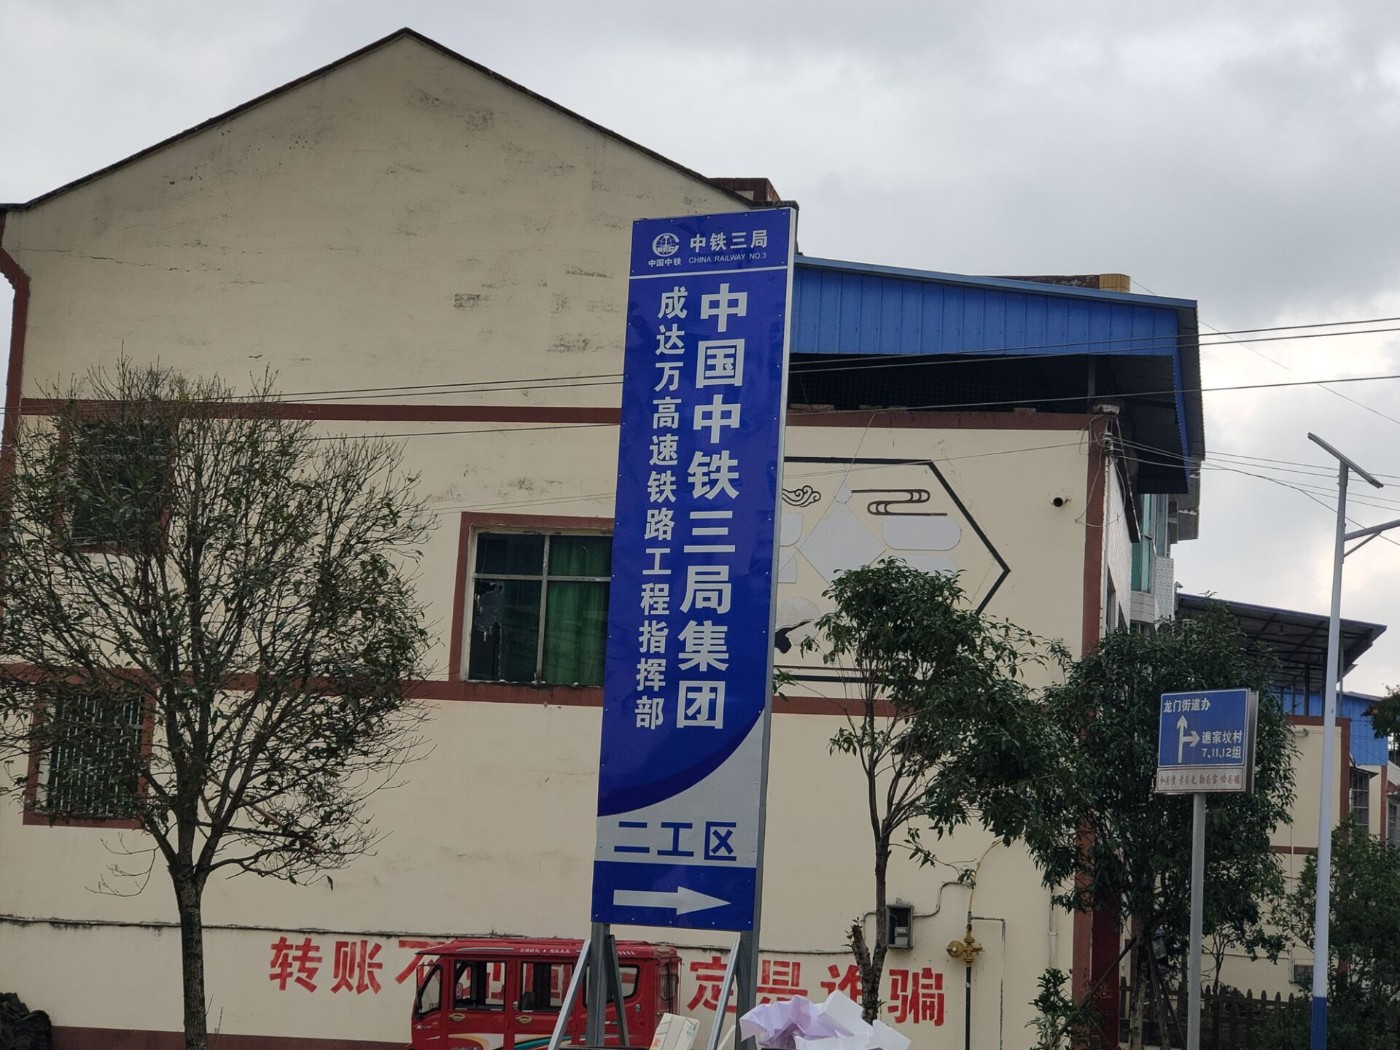 中国中铁
中铁三局
CHINA RAILWAY NO.3
中国中铁三局集团
成达万高速铁路工程指挥部
二工区
龙门街道办
谯家坟村
7、11、12组
转账不
定是诈骗